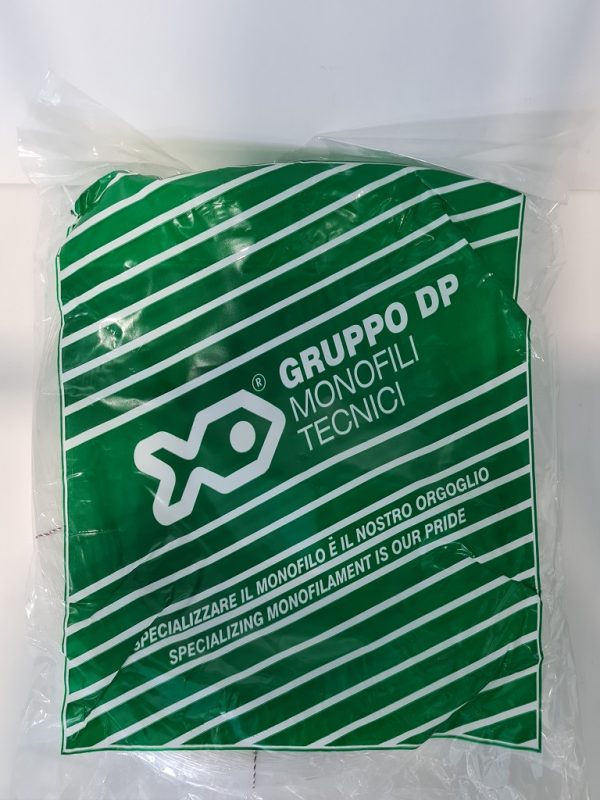 GRUPPO DP
MONOFILI
TECNICI
®
SPECIALIZZARE IL MONOFILO È IL NOSTRO ORGOGLIO
SPECIALIZING MONOFILAMENT IS OUR PRIDE